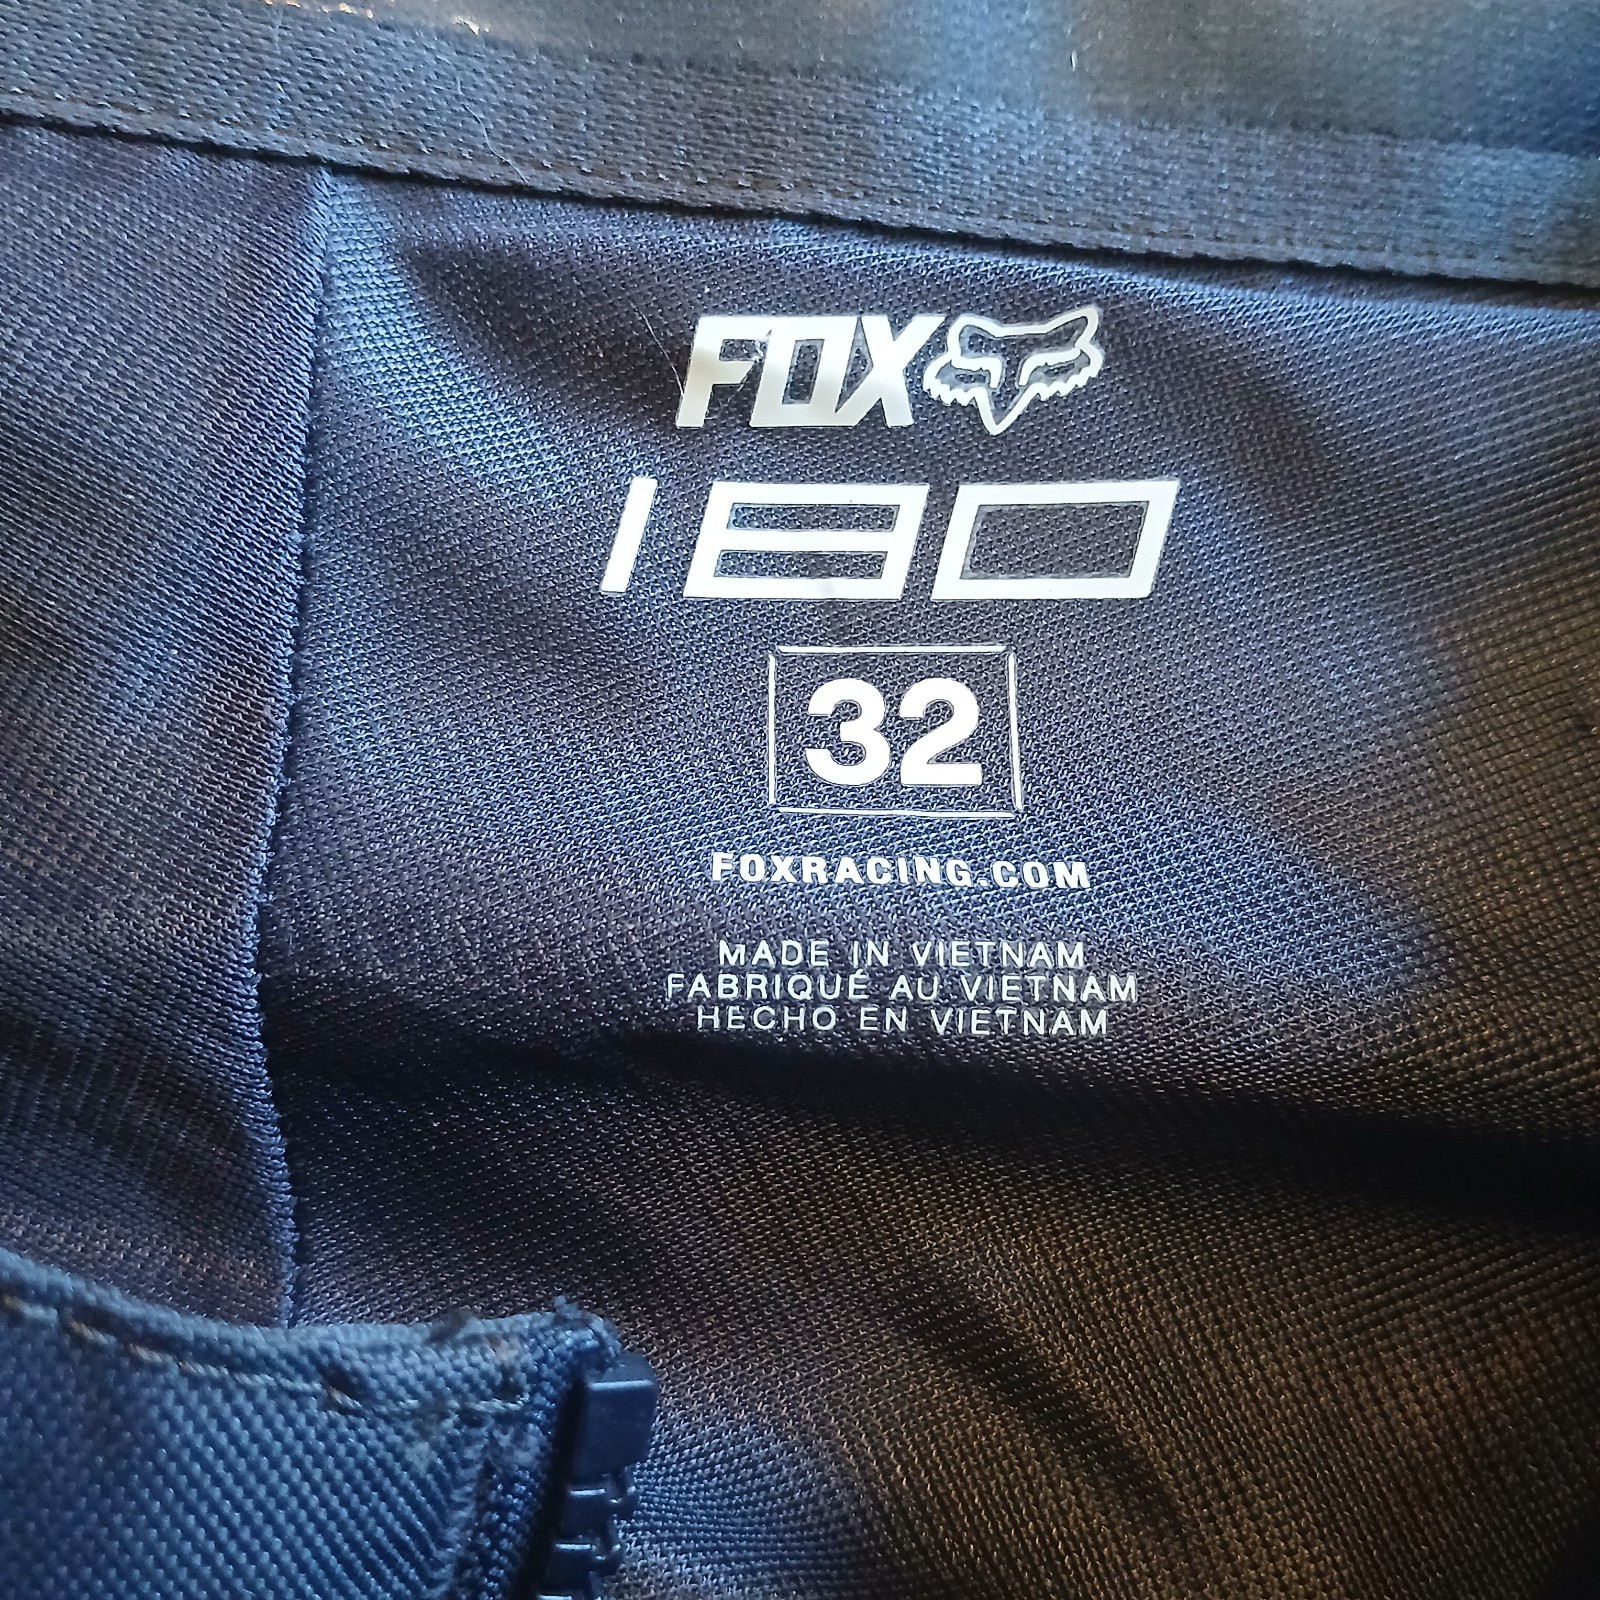 FOX
180
32
FOXRACING.COM
MADE IN VIETNAM
FABRIQUÉ AU VIETNAM
HECHO EN VIETNAM